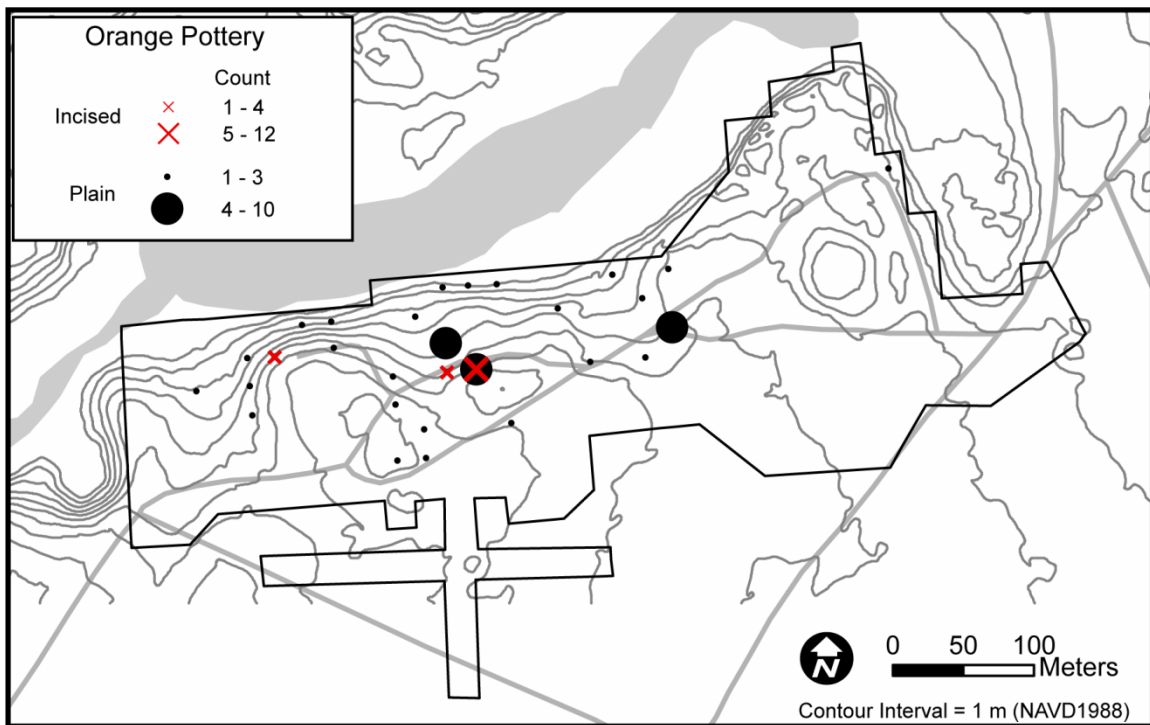 Orange Pottery
Count
Incised
1 - 4
5 - 12
Plain
1 - 3
4 - 10
N
0 50 100
Meters
Contour Interval = 1 m (NAVD1988)